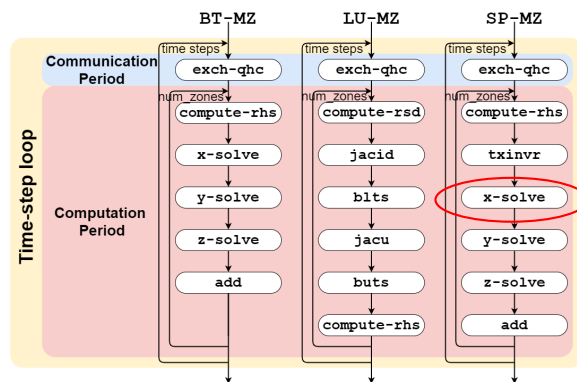 BT-MZ LU-MZ SP-MZ
time steps time steps time steps
Communication
Period
exch-qhc exch-qhc exch-qhc
num_zones num_zones num_zones
compute-rhs compute-rsd compute-rhs
x-solve jacid txinvr
Time-step loop
Computation
Period
y-solve blts x-solve
z-solve jacu y-solve
add buts z-solve
compute-rhs add